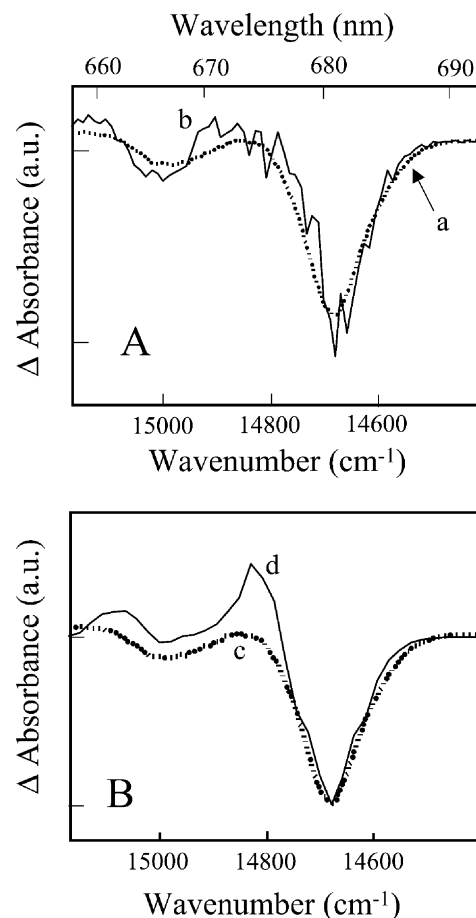 Wavelength (nm)
660 670 680 690
b
a
Δ Absorbance (a.u.)
A
15000 14800 14600
Wavenumber (cm⁻¹)
d
c
Δ Absorbance (a.u.)
B
15000 14800 14600
Wavenumber (cm⁻¹)